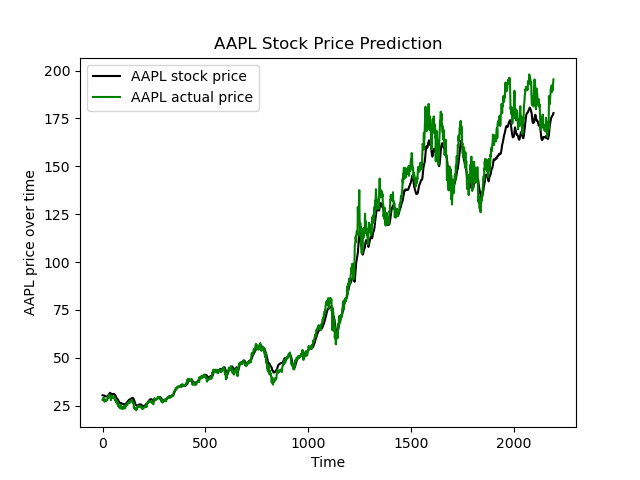 AAPL Stock Price Prediction
AAPL stock price
AAPL actual price
200
175
150
125
100
75
50
25
AAPL price over time
0
500
1000
1500
2000
Time